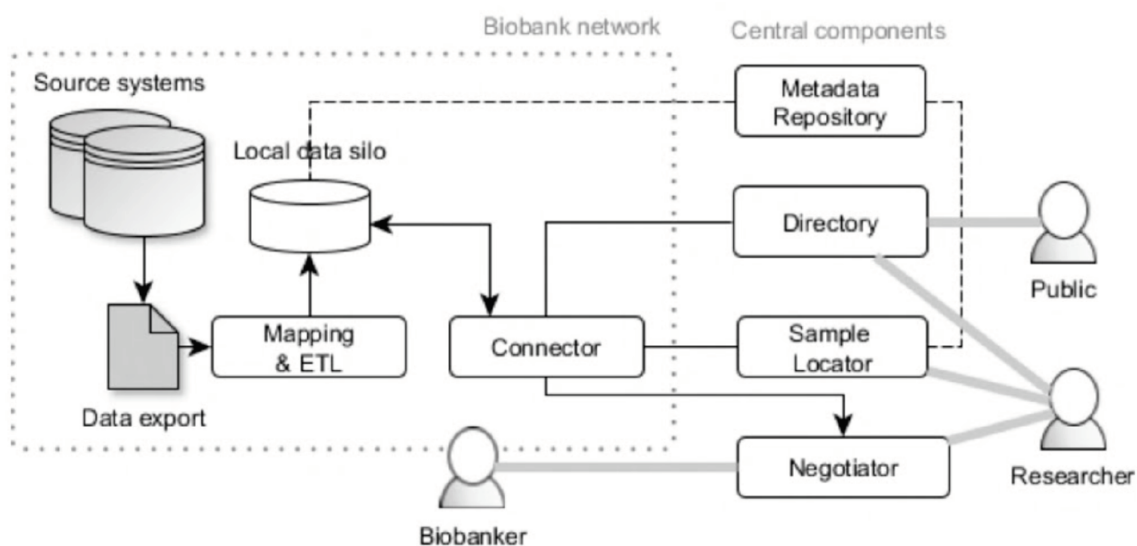 Biobank network
Central components
Source systems
Metadata
Repository
Local data silo
Directory
Public
Mapping
& ETL
Connector
Sample
Locator
Data export
Negotiator
Researcher
Biobanker